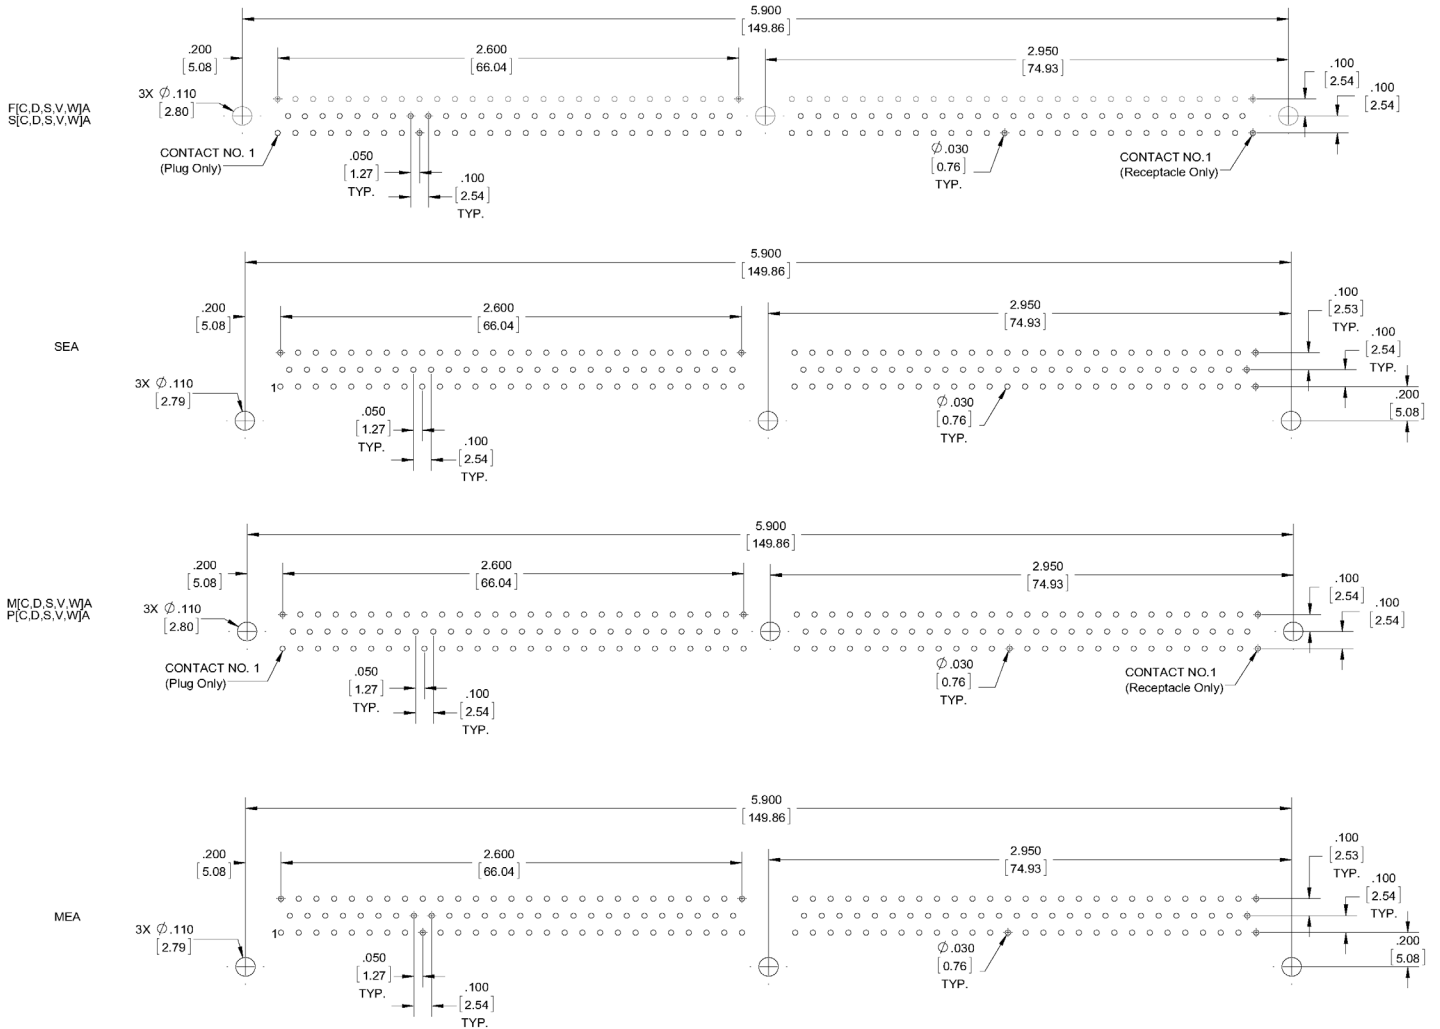 5.900
[149.86]
.200
[5.08]
2.600
[66.04]
2.950
[74.93]
.100
[2.54]
.100
[2.54]
3X Ø.110
[2.80]
F[C,D,S,V,W]A
S[C,D,S,V,W]A
CONTACT NO. 1
(Plug Only)
.050
[1.27]
TYP.
.100
[2.54]
TYP.
Ø.030
[0.76]
TYP.
CONTACT NO.1
(Receptacle Only)
5.900
[149.86]
.200
[5.08]
2.600
[66.04]
2.950
[74.93]
.100
[2.53]
TYP.
.100
[2.54]
TYP.
SEA
3X Ø.110
[2.79]
1
.050
[1.27]
TYP.
.100
[2.54]
TYP.
Ø.030
[0.76]
TYP.
.200
[5.08]
5.900
[149.86]
.200
[5.08]
2.600
[66.04]
2.950
[74.93]
.100
[2.54]
.100
[2.54]
M[C,D,S,V,W]A
P[C,D,S,V,W]A
3X Ø.110
[2.80]
CONTACT NO. 1
(Plug Only)
.050
[1.27]
TYP.
.100
[2.54]
TYP.
Ø.030
[0.76]
TYP.
CONTACT NO.1
(Receptacle Only)
5.900
[149.86]
.200
[5.08]
2.600
[66.04]
2.950
[74.93]
.100
[2.53]
TYP.
.100
[2.54]
TYP.
MEA
3X Ø.110
[2.79]
1
.050
[1.27]
TYP.
.100
[2.54]
TYP.
Ø.030
[0.76]
TYP.
.200
[5.08]